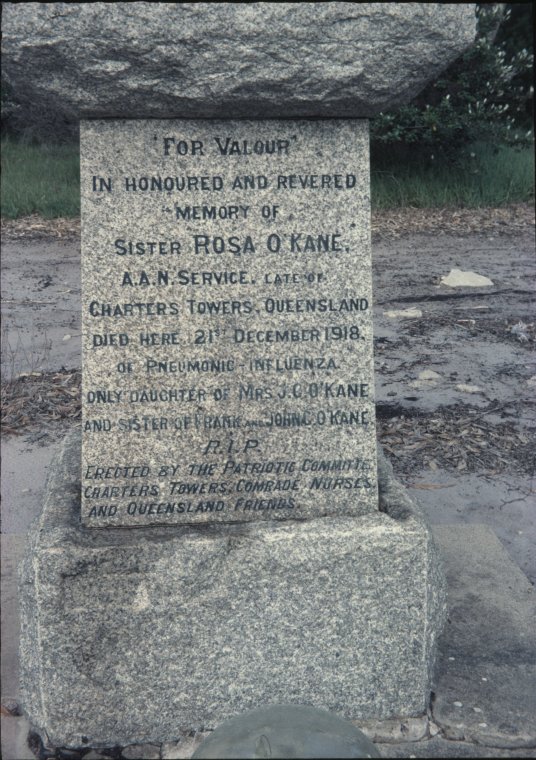 "FOR VALOUR"
IN HONOURED AND REVERED
MEMORY OF
SISTER ROSA O'KANE.
A.A.N. SERVICE. LATE OF
CHARTERS TOWERS, QUEENSLAND
DIED HERE, 21ST DECEMBER 1918,
OF PNEUMONIC-INFLUENZA.
ONLY DAUGHTER OF MRS J.C. O'KANE
AND SISTER OF FRANK AND JOHN C. O'KANE
R.I.P.
ERECTED BY THE PATRIOTIC COMMITTE,
CHARTERS TOWERS, COMRADE, NURSES,
AND QUEENSLAND FRIENDS.